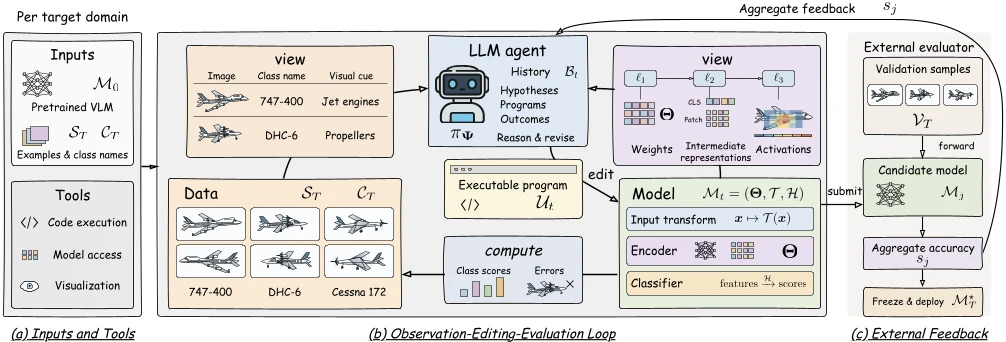 Per target domain
Inputs
M₀
Pretrained VLM
S_T C_T
Examples & class names
Tools
</> Code execution
Model access
Visualization
(a) Inputs and Tools
view
Image Class name Visual cue
747-400 Jet engines
DHC-6 Propellers
Data S_T C_T
747-400 DHC-6 Cessna 172
LLM agent
History B_t
Hypotheses
Programs
Outcomes
π_Ψ Reason & revise
Executable program
</> U_t
edit
compute
Class scores Errors
view
ℓ₁ ℓ₂ ℓ₃
CLS
Patch
Θ
Weights Intermediate representations Activations
Model M_t = (Θ, T, H)
Input transform x ↦ T(x)
Encoder Θ
Classifier features →^H scores
(b) Observation-Editing-Evaluation Loop
submit
Aggregate feedback s_j
External evaluator
Validation samples
V_T
forward
Candidate model
M_j
Aggregate accuracy
s_j
Freeze & deploy M*_T
(c) External Feedback